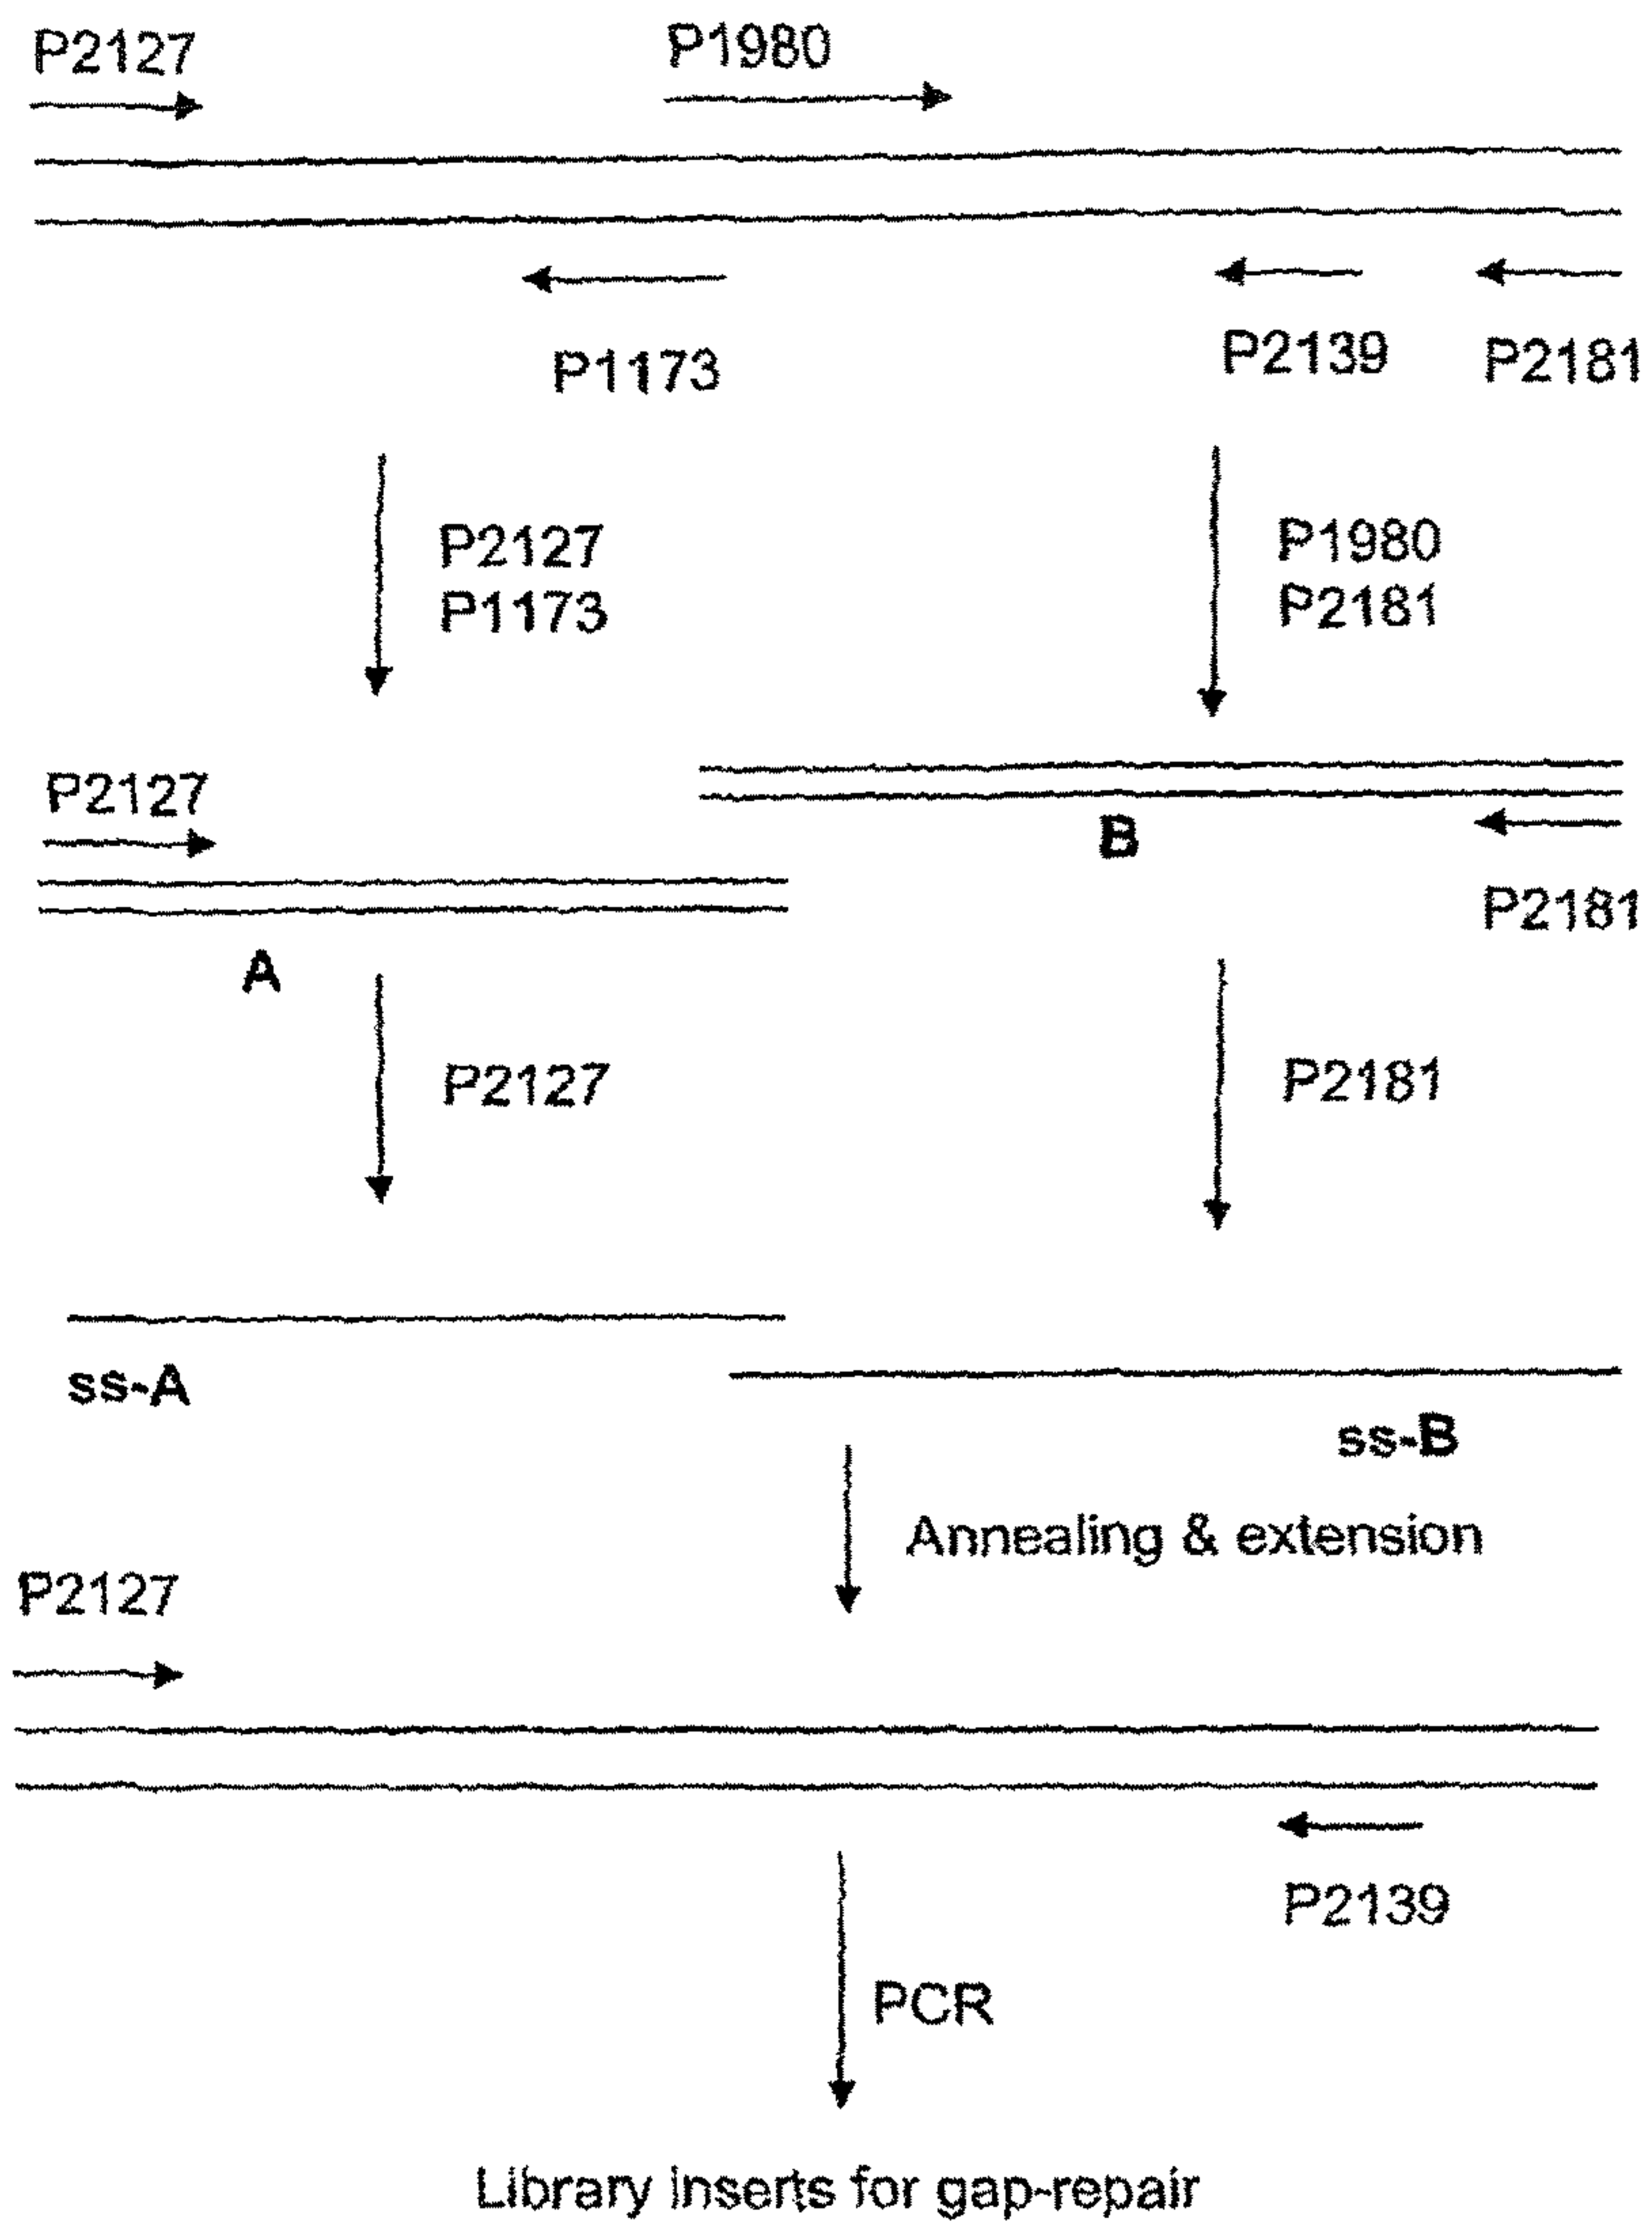 P2127
P1980
P1173
P2139
P2181
P2127
P1173
P1980
P2181
P2127
B
P2181
A
P2127
P2181
ss-A
ss-B
Annealing & extension
P2127
P2139
PCR
Library inserts for gap-repair